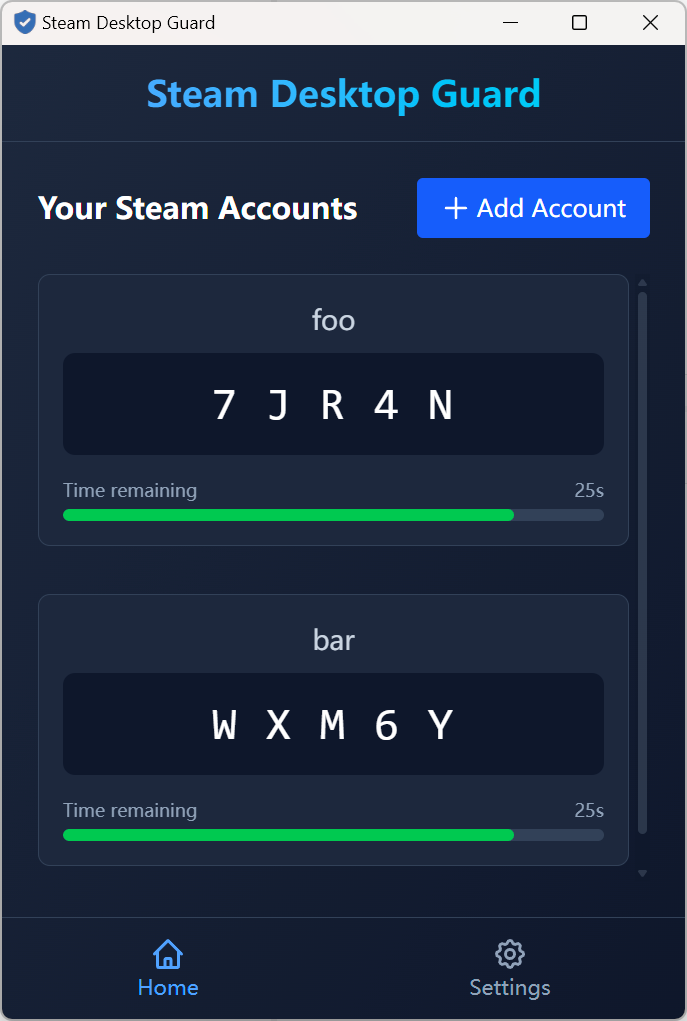 Steam Desktop Guard
Steam Desktop Guard
Your Steam Accounts
Add Account
foo
7 J R 4 N
Time remaining 25s
bar
W X M 6 Y
Time remaining 25s
Home Settings